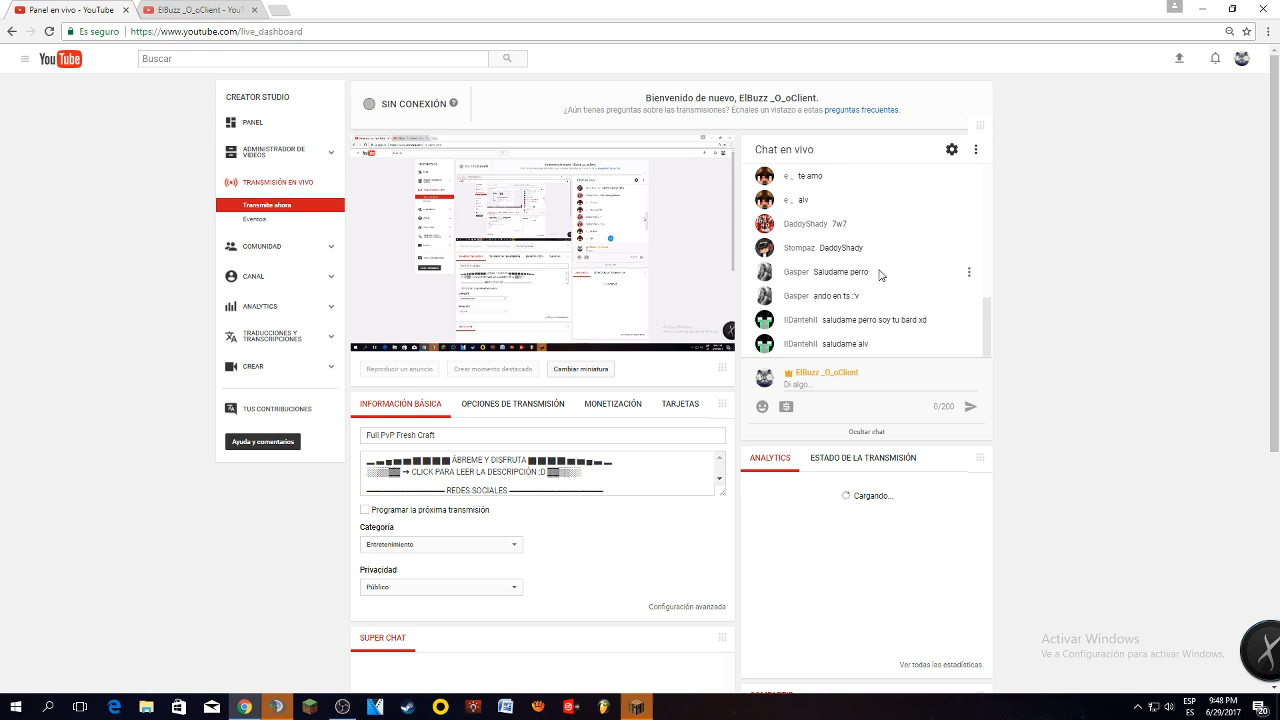 Panel en vivo - YouTube
ElBuzz _O_oClient - YouT
Es seguro
https://www.youtube.com/live_dashboard
YouTube
Buscar
CREATOR STUDIO
PANEL
ADMINISTRADOR DE
VÍDEOS
TRANSMISIÓN EN VIVO
Transmite ahora
Eventos
COMUNIDAD
CANAL
ANALYTICS
TRADUCCIONES Y
TRANSCRIPCIONES
CREAR
TUS CONTRIBUCIONES
Ayuda y comentarios
SIN CONEXIÓN
Bienvenido de nuevo, ElBuzz _O_oClient.
¿Aún tienes preguntas sobre las transmisiones? Échales un vistazo a estas preguntas frecuentes.
Reproducir un anuncio
Crear momento destacado
Cambiar miniatura
INFORMACIÓN BÁSICA
OPCIONES DE TRANSMISIÓN
MONETIZACIÓN
TARJETAS
Full PvP Fresh Craft
ÁBREME Y DISFRUTA
➜ CLICK PARA LEER LA DESCRIPCIÓN :D
REDES SOCIALES
Programar la próxima transmisión
Categoría
Entretenimiento
Privacidad
Público
Configuración avanzada
SUPER CHAT
Chat en vivo
e _ te amo
e _ alv
DaddyShady 7w7
Stompaz DaddyShady
Gasper Saludame perro
Gasper ando en ts :'v
llDantehll saludame perro soy tu bard xd
llDantehll saludame alv
ElBuzz _O_oClient
Di algo...
0/200
Ocultar chat
ANALYTICS
ESTADO DE LA TRANSMISIÓN
Cargando...
Ver todas las estadísticas.
Activar Windows
Ve a Configuración para activar Windows.
ESP
ES
9:48 PM
6/29/2017
20